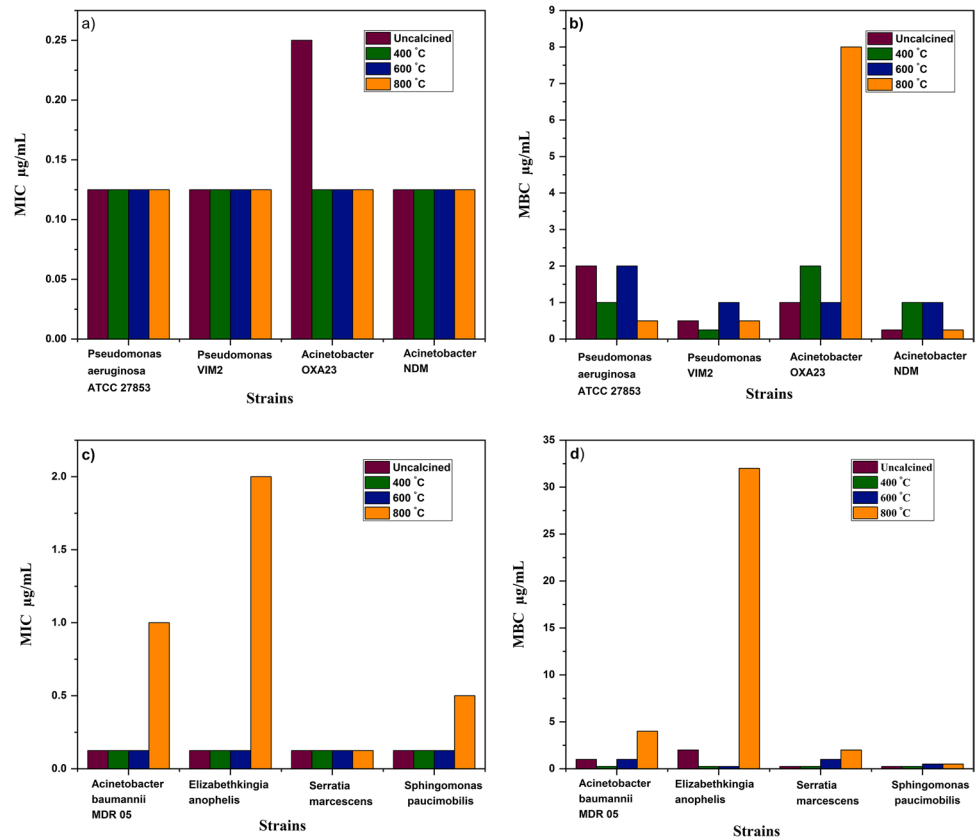 a)
Uncalcined
400 °C
600 °C
800 °C
0.25
0.20
0.15
0.10
0.05
0.00
MIC µg/mL
Pseudomonas
aeruginosa
ATCC 27853
Pseudomonas
VIM2
Acinetobacter
OXA23
Acinetobacter
NDM
Strains
b)
Uncalcined
400 °C
600 °C
800 °C
9
8
7
6
5
4
3
2
1
0
MBC µg/mL
Pseudomonas
aeruginosa
ATCC 27853
Pseudomonas
VIM2
Acinetobacter
OXA23
Acinetobacter
NDM
Strains
c)
Uncalcined
400 °C
600 °C
800 °C
2.0
1.5
1.0
0.5
0.0
MIC µg/mL
Acinetobacter
baumannii
MDR 05
Elizabethkingia
anophelis
Serratia
marcescens
Sphingomonas
paucimobilis
Strains
d)
Uncalcined
400 °C
600 °C
800 °C
35
30
25
20
15
10
5
0
MBC µg/mL
Acinetobacter
baumannii
MDR 05
Elizabethkingia
anophelis
Serratia
marcescens
Sphingomonas
paucimobilis
Strains